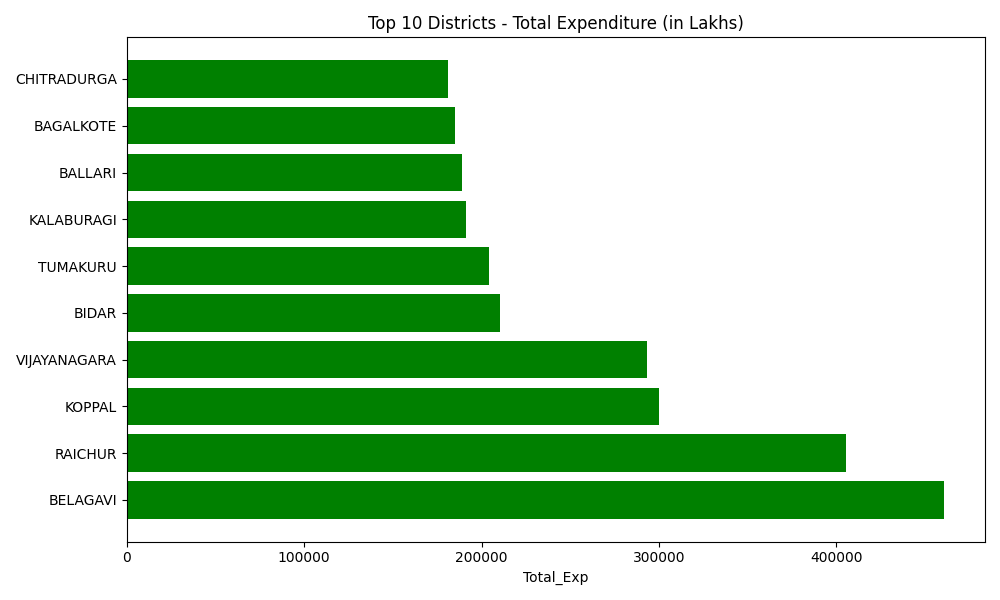 Top 10 Districts - Total Expenditure (in Lakhs)
CHITRADURGA
BAGALKOTE
BALLARI
KALABURAGI
TUMAKURU
BIDAR
VIJAYANAGARA
KOPPAL
RAICHUR
BELAGAVI
0 100000 200000 300000 400000
Total_Exp